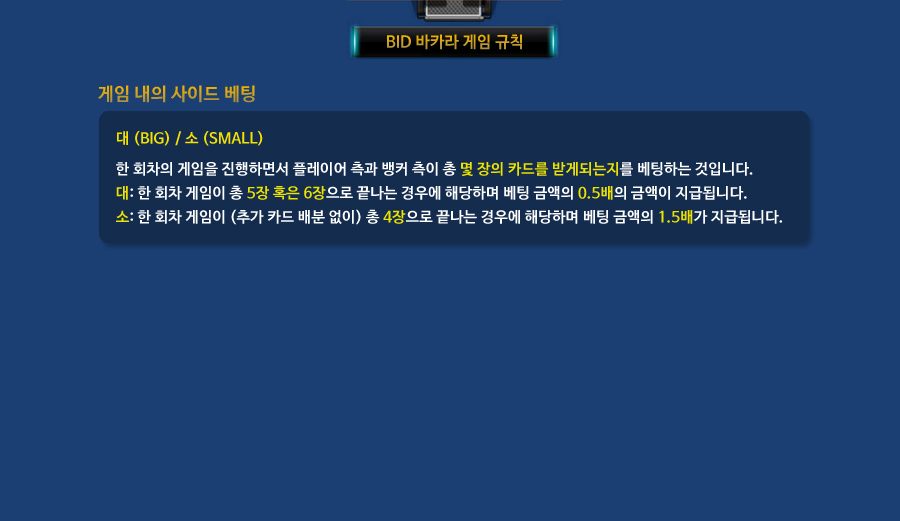 BID 바카라 게임 규칙
게임 내의 사이드 베팅
대 (BIG) / 소 (SMALL)
한 회차의 게임을 진행하면서 플레이어 측과 뱅커 측이 총 몇 장의 카드를 받게되는지를 베팅하는 것입니다.
대: 한 회차 게임이 총 5장 혹은 6장으로 끝나는 경우에 해당하며 베팅 금액의 0.5배의 금액이 지급됩니다.
소: 한 회차 게임이 (추가 카드 배분 없이) 총 4장으로 끝나는 경우에 해당하며 베팅 금액의 1.5배가 지급됩니다.